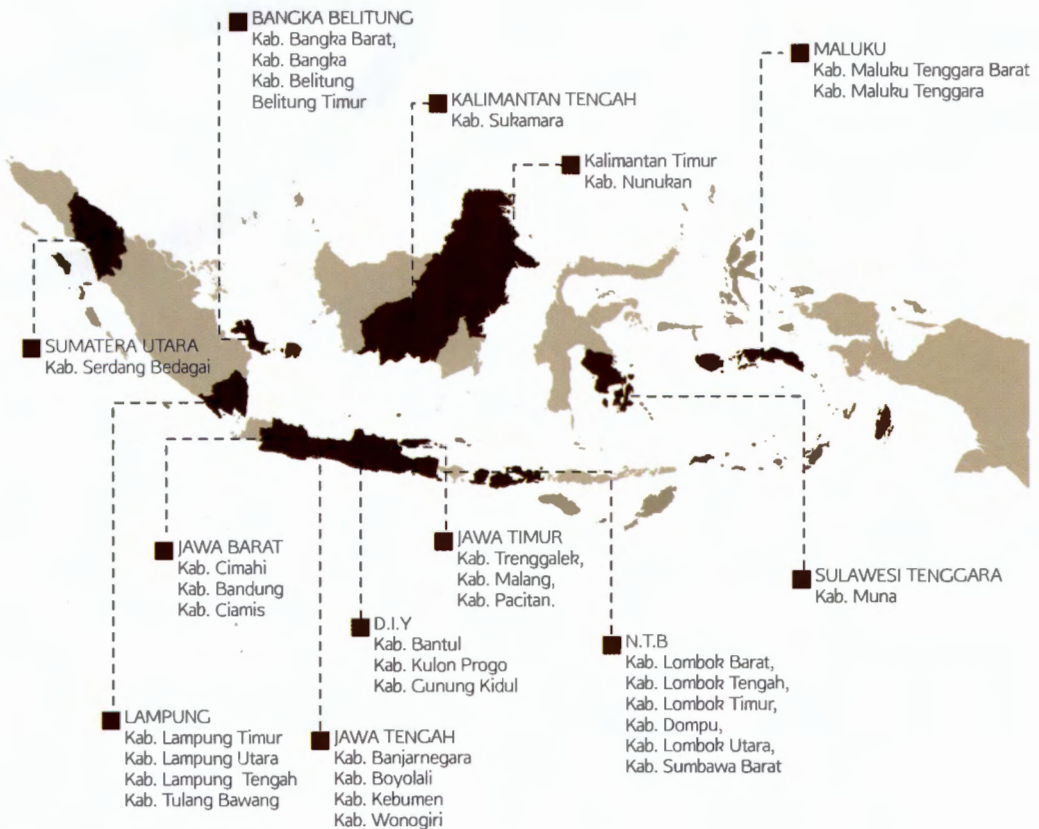 BANGKA BELITUNG
Kab. Bangka Barat,
Kab. Bangka
Kab. Belitung
Belitung Timur
KALIMANTAN TENGAH
Kab. Sukamara
Kalimantan Timur
Kab. Nunukan
MALUKU
Kab. Maluku Tenggara Barat
Kab. Maluku Tenggara
SUMATERA UTARA
Kab. Serdang Bedagai
JAWA BARAT
Kab. Cimahi
Kab. Bandung
Kab. Ciamis
JAWA TIMUR
Kab. Trenggalek,
Kab. Malang,
Kab. Pacitan.
SULAWESI TENGGARA
Kab. Muna
D.I.Y
Kab. Bantul
Kab. Kulon Progo
Kab. Gunung Kidul
N.T.B
Kab. Lombok Barat,
Kab. Lombok Tengah,
Kab. Lombok Timur,
Kab. Dompu,
Kab. Lombok Utara,
Kab. Sumbawa Barat
LAMPUNG
Kab. Lampung Timur
Kab. Lampung Utara
Kab. Lampung Tengah
Kab. Tulang Bawang
JAWA TENGAH
Kab. Banjarnegara
Kab. Boyolali
Kab. Kebumen
Kab. Wonogiri